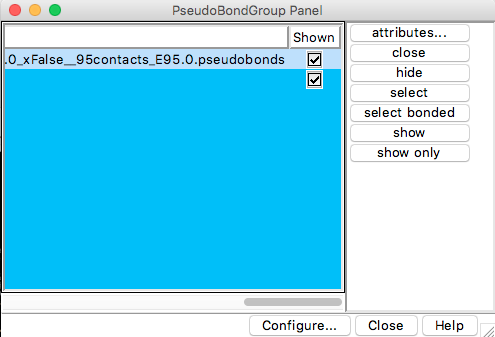 PseudoBondGroup Panel
Shown
.0_xFalse__95contacts_E95.0.pseudobonds
attributes...
close
hide
select
select bonded
show
show only
Configure...
Close
Help